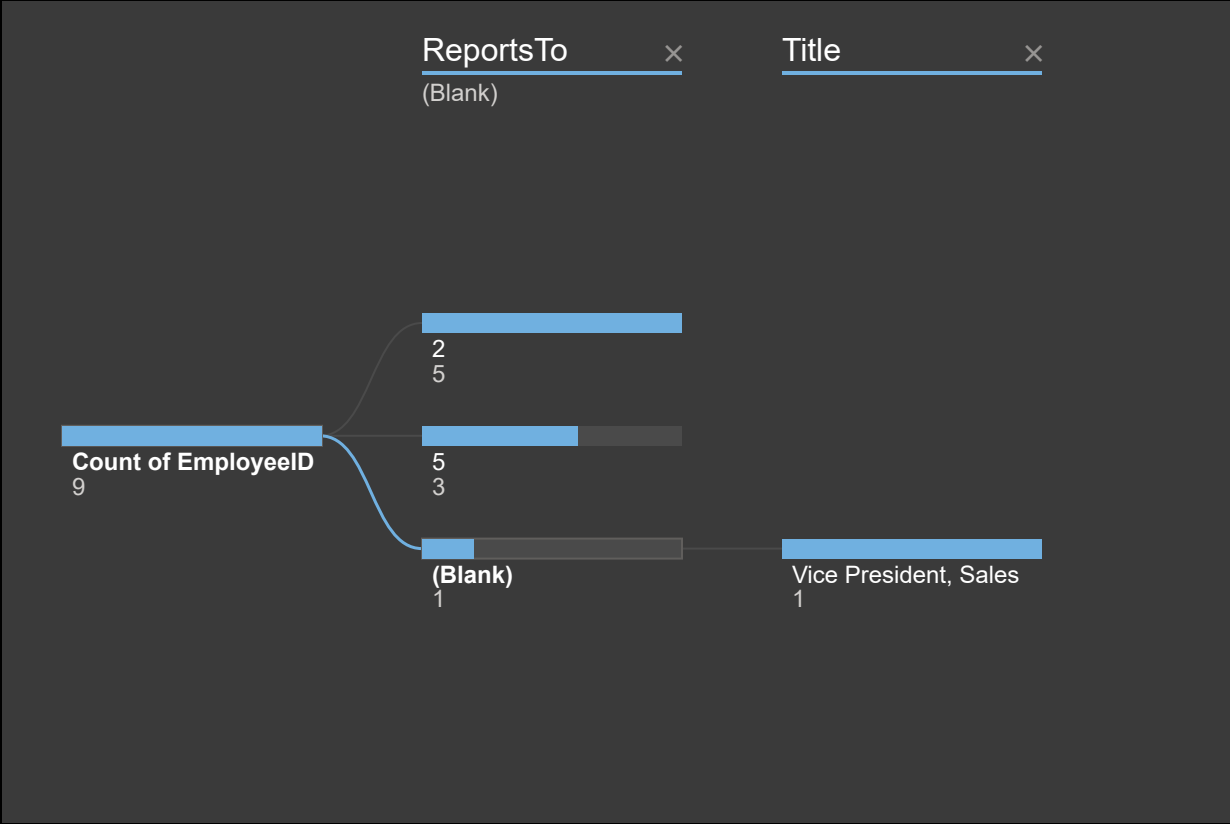 ReportsTo
Title
(Blank)
2
5
Count of EmployeeID
9
5
3
(Blank)
1
Vice President, Sales
1